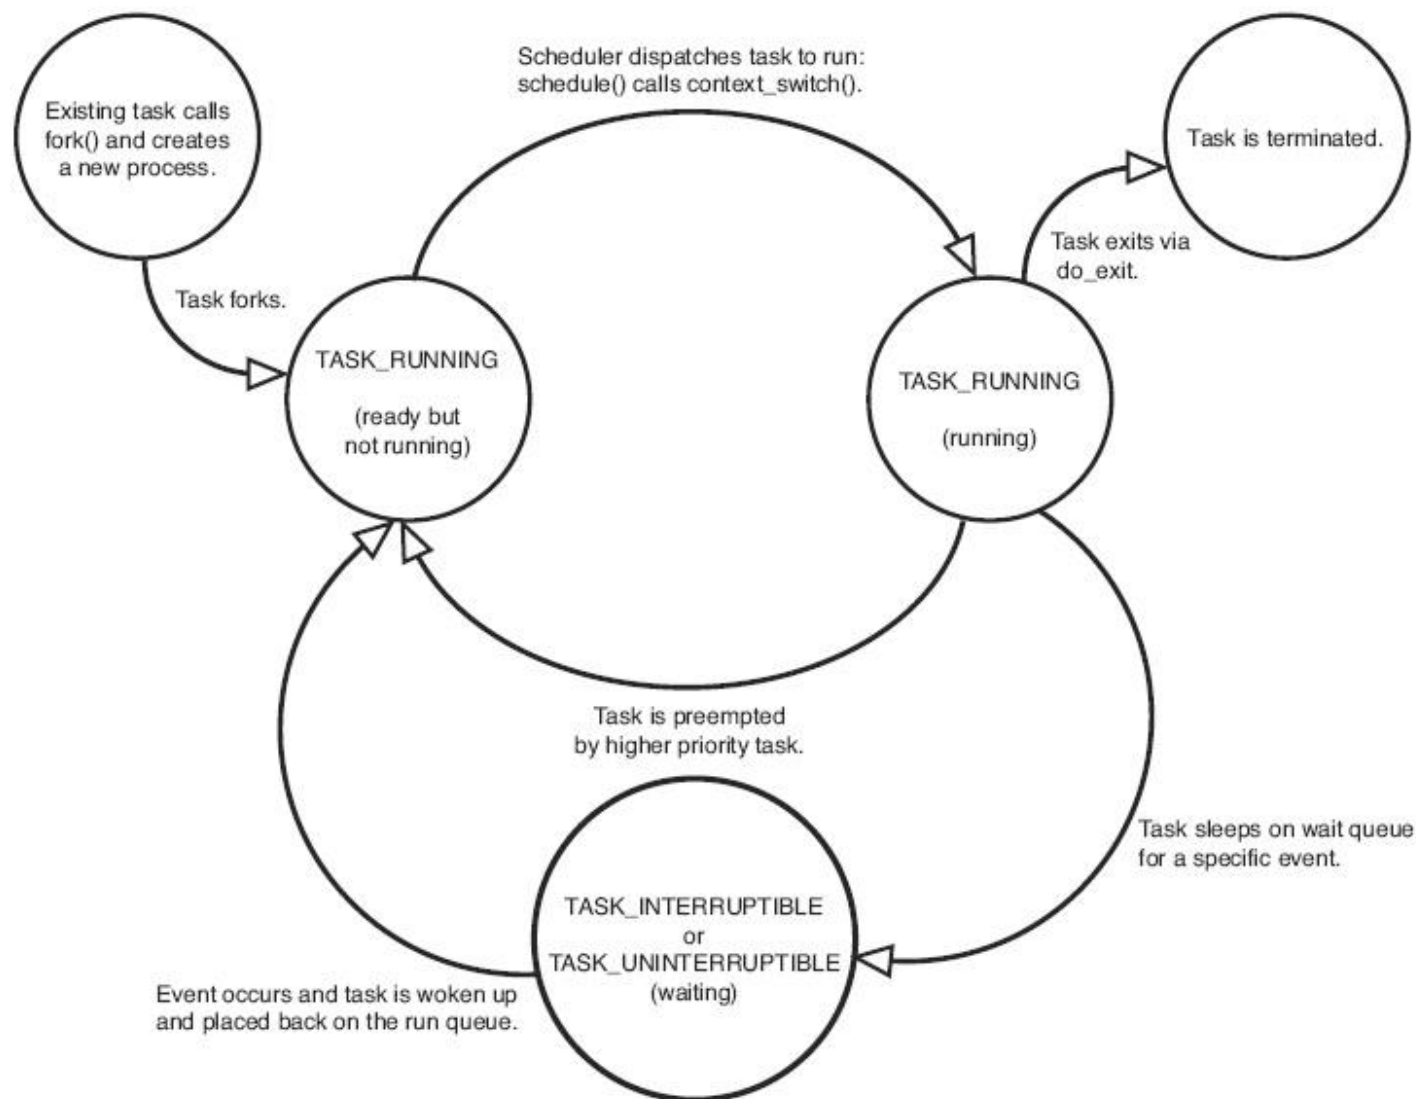 Scheduler dispatches task to run:
schedule() calls context_switch().
Existing task calls
fork() and creates
a new process.
Task is terminated.
Task exits via
do_exit.
Task forks.
TASK_RUNNING
(ready but
not running)
TASK_RUNNING
(running)
Task is preempted
by higher priority task.
Task sleeps on wait queue
for a specific event.
TASK_INTERRUPTIBLE
or
TASK_UNINTERRUPTIBLE
(waiting)
Event occurs and task is woken up
and placed back on the run queue.